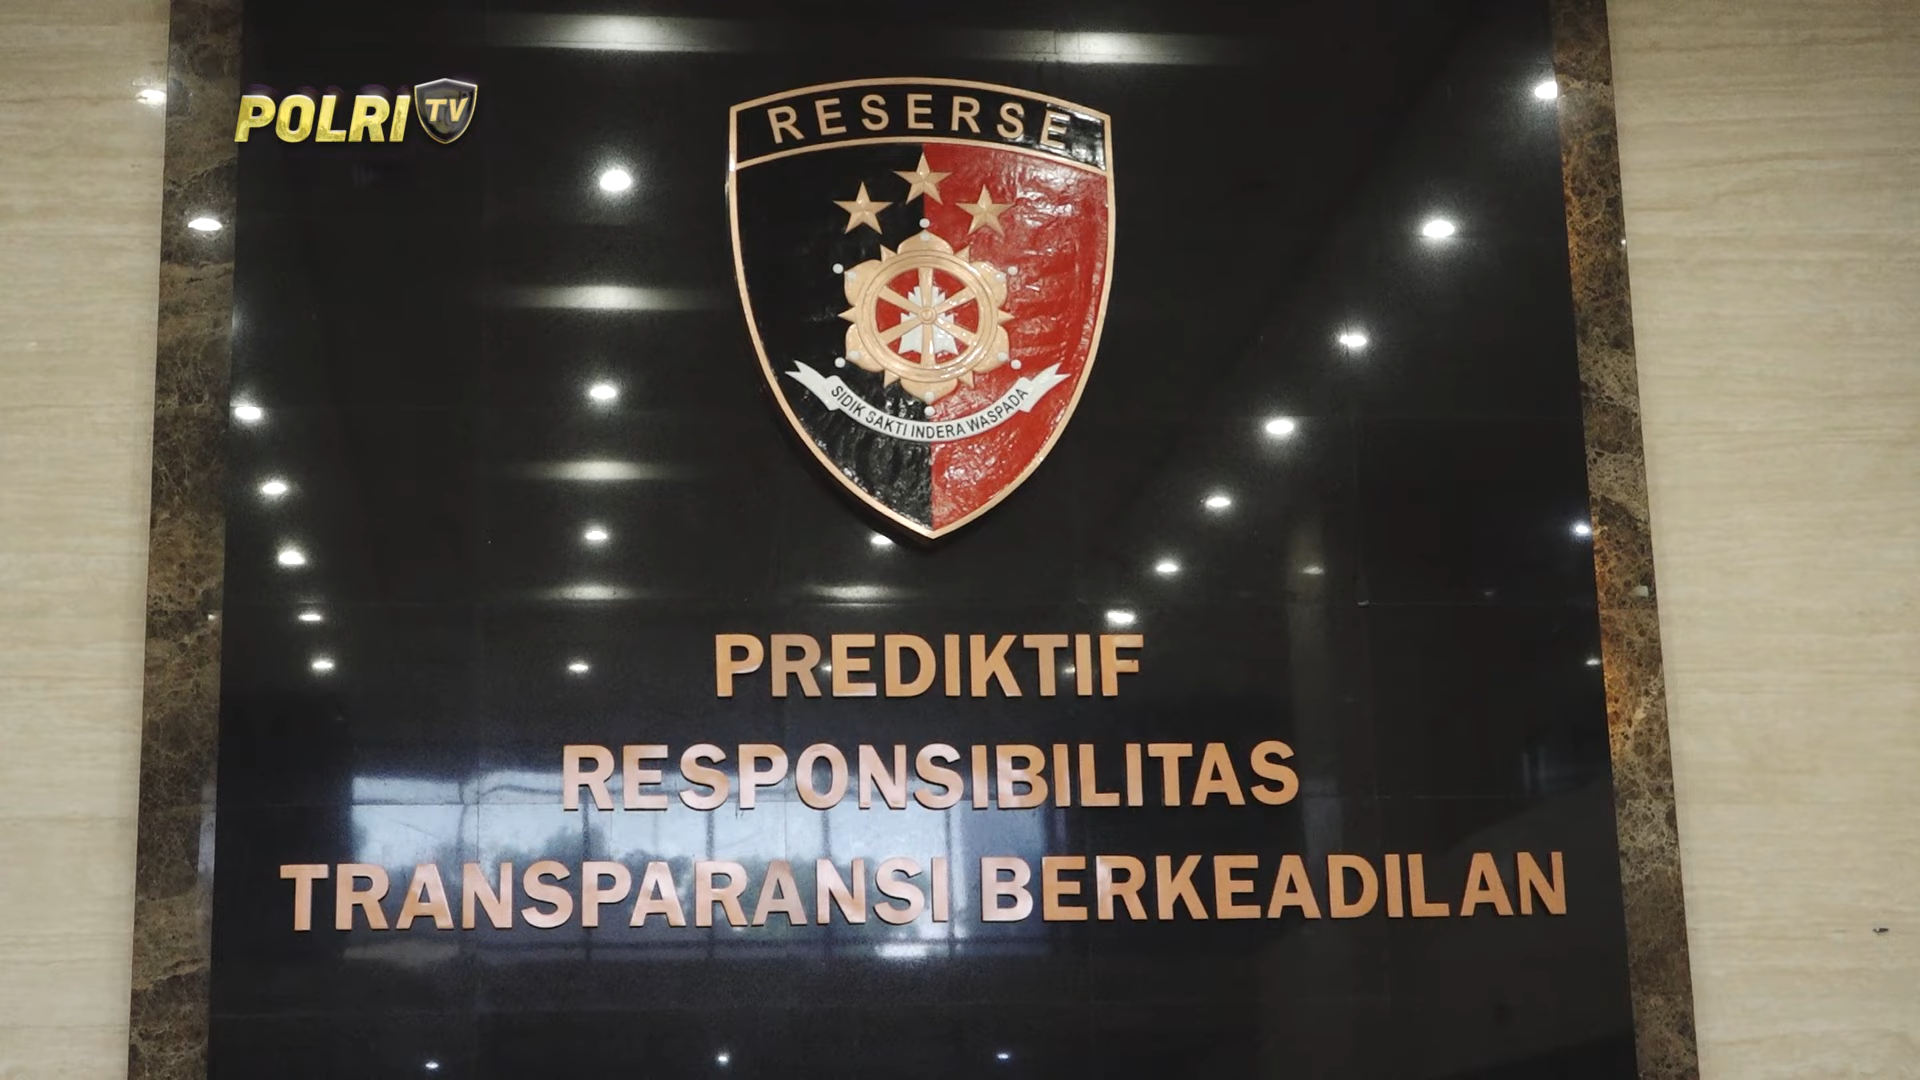 POLRI TV
RESERSE
SIDIK SAKTI INDERA WASPADA
PREDIKTIF
RESPONSIBILITAS
TRANSPARANSI BERKEADILAN